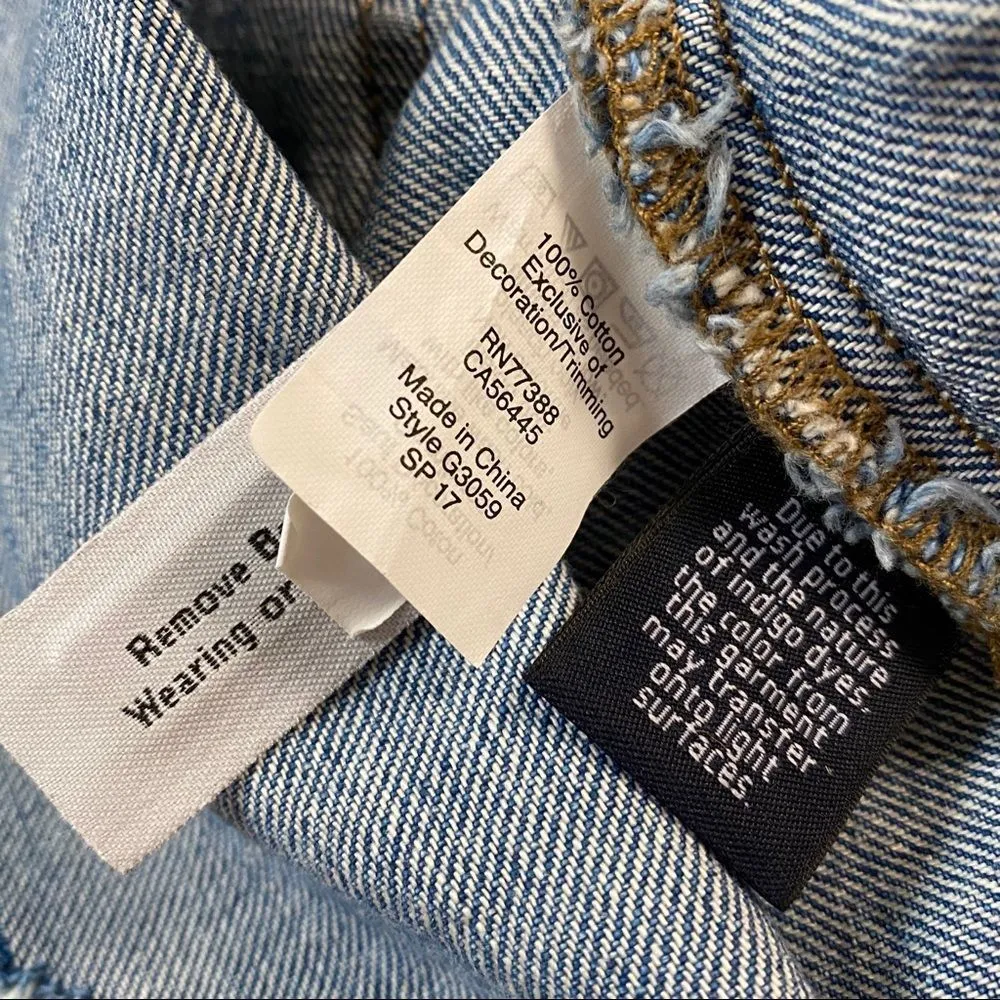 100% Cotton
Exclusive of
Decoration/Trimming
RN77388
CA56445
Made in China
Style G3059
SP 17
Remove
Wearing or
Due to this
wash process
and the nature
of indigo dyes,
the color from
this garment
may transfer
onto light
surfaces.